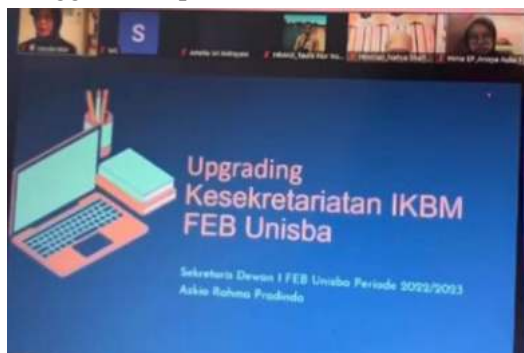 S
Upgrading
Kesekretariatan IKBM
FEB Unisba
Sekretaris Dewan I FEB Unisba Periode 2022/2023
Azkia Rahma Pradinda